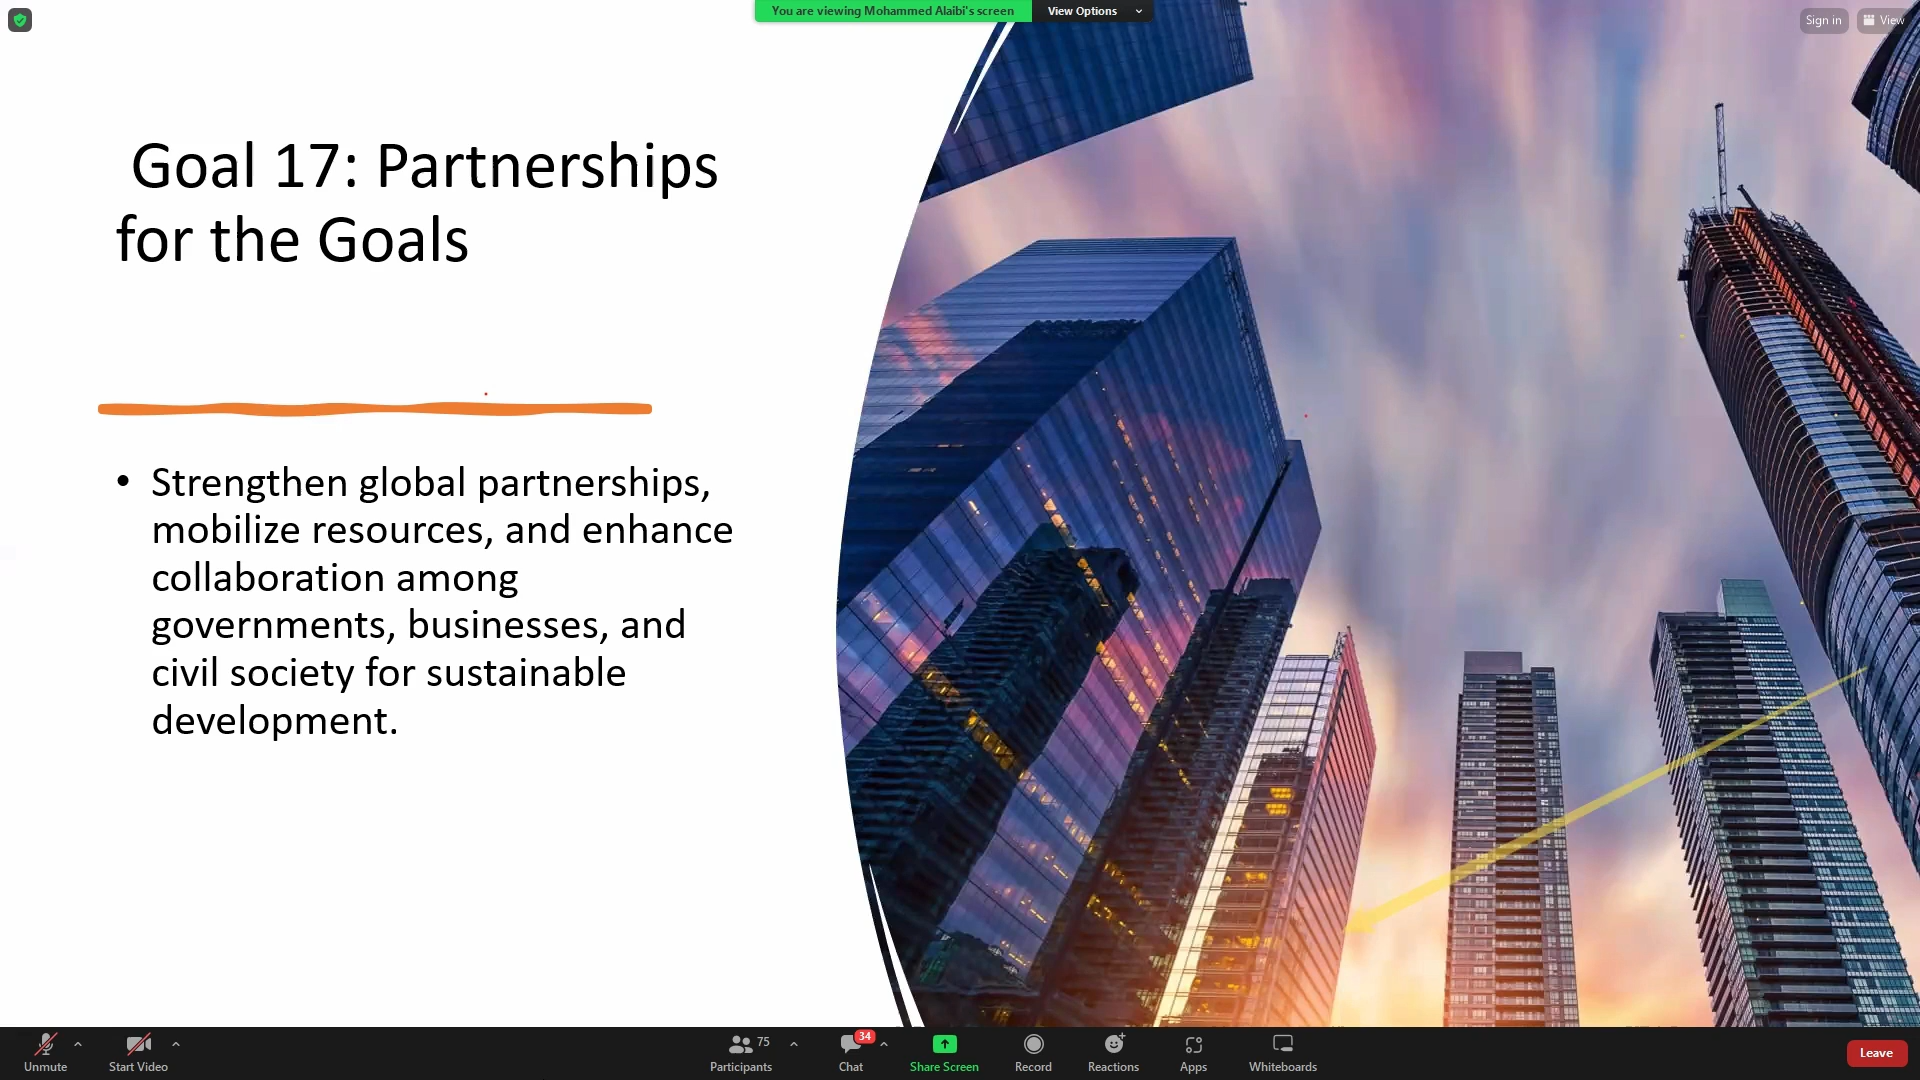 You are viewing Mohammed Alaibi's screen
View Options
Sign in
View
Goal 17: Partnerships
for the Goals
• Strengthen global partnerships,
mobilize resources, and enhance
collaboration among
governments, businesses, and
civil society for sustainable
development.
Unmute
Start Video
75
Participants
34
Chat
Share Screen
Record
Reactions
Apps
Whiteboards
Leave